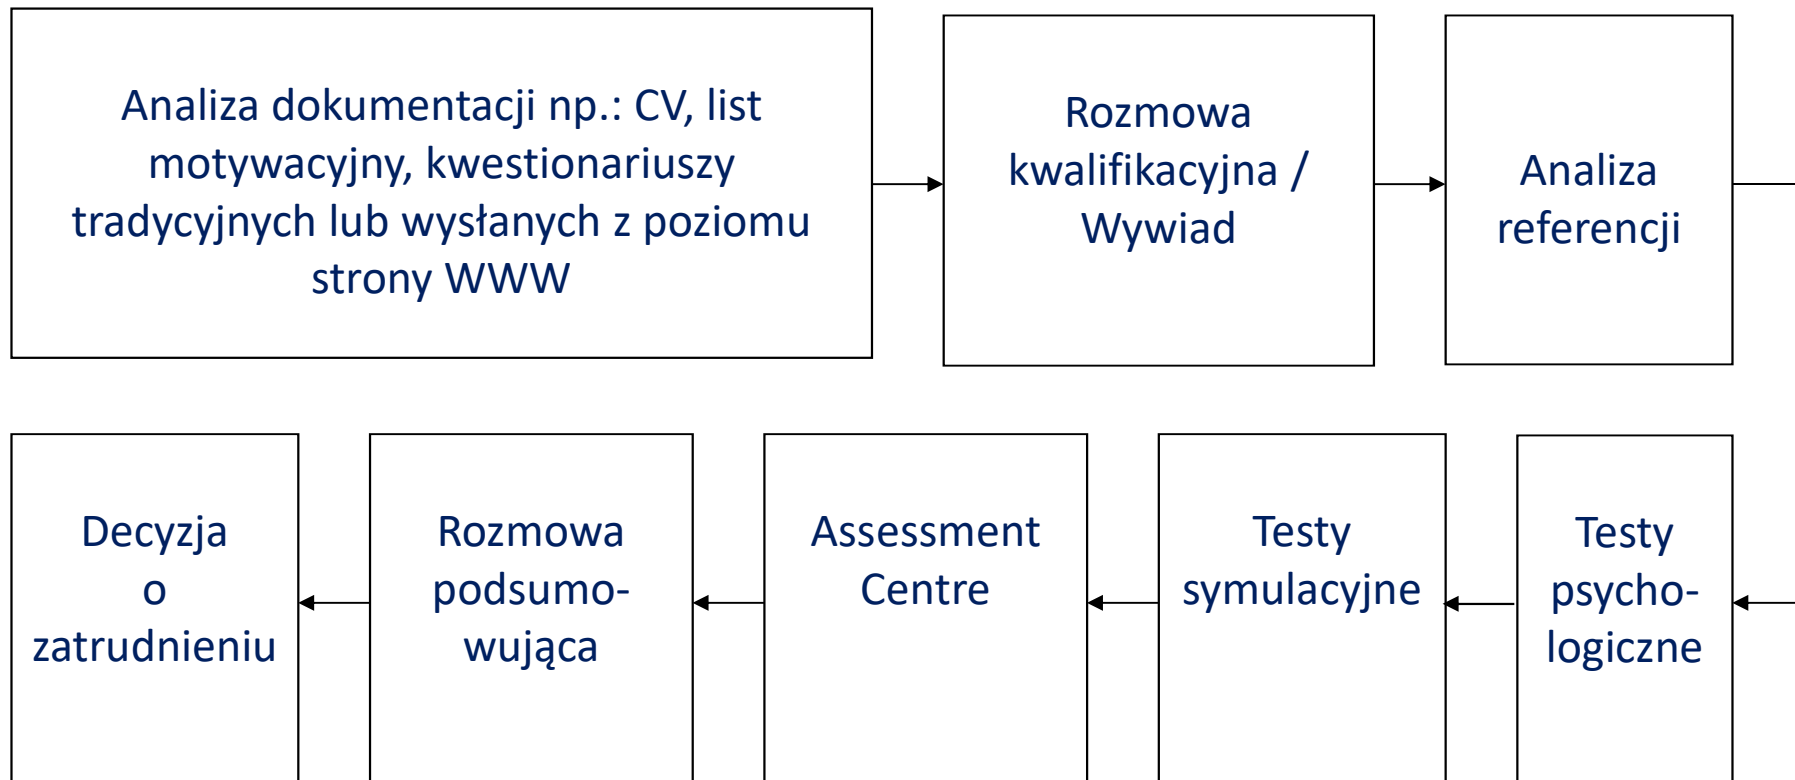 Analiza dokumentacji np.: CV, list
motywacyjny, kwestionariuszy
tradycyjnych lub wysłanych z poziomu
strony WWW
Rozmowa
kwalifikacyjna /
Wywiad
Analiza
referencji
Decyzja
o
zatrudnieniu
Rozmowa
podsumo-
wująca
Assessment
Centre
Testy
symulacyjne
Testy
psycho-
logiczne